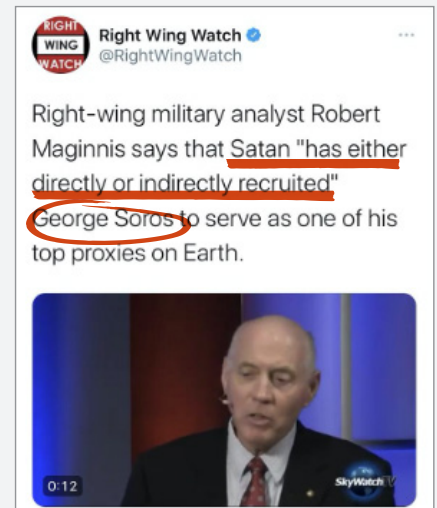 RIGHT
WING
WATCH
Right Wing Watch
@RightWingWatch
Right-wing military analyst Robert
Maginnis says that Satan "has either
directly or indirectly recruited"
George Soros to serve as one of his
top proxies on Earth.
0:12
SkyWatch TV